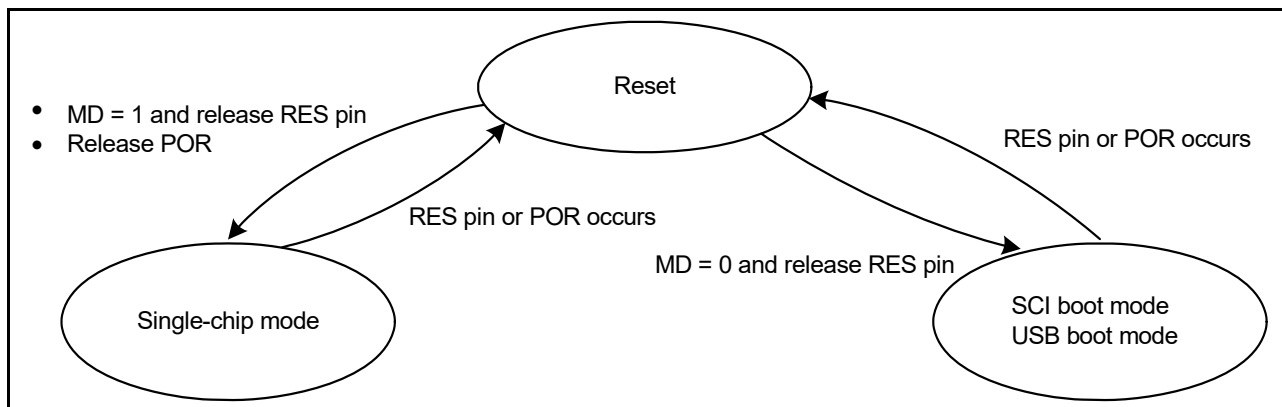 Reset
• MD = 1 and release RES pin
• Release POR
RES pin or POR occurs
RES pin or POR occurs
MD = 0 and release RES pin
Single-chip mode
SCI boot mode
USB boot mode